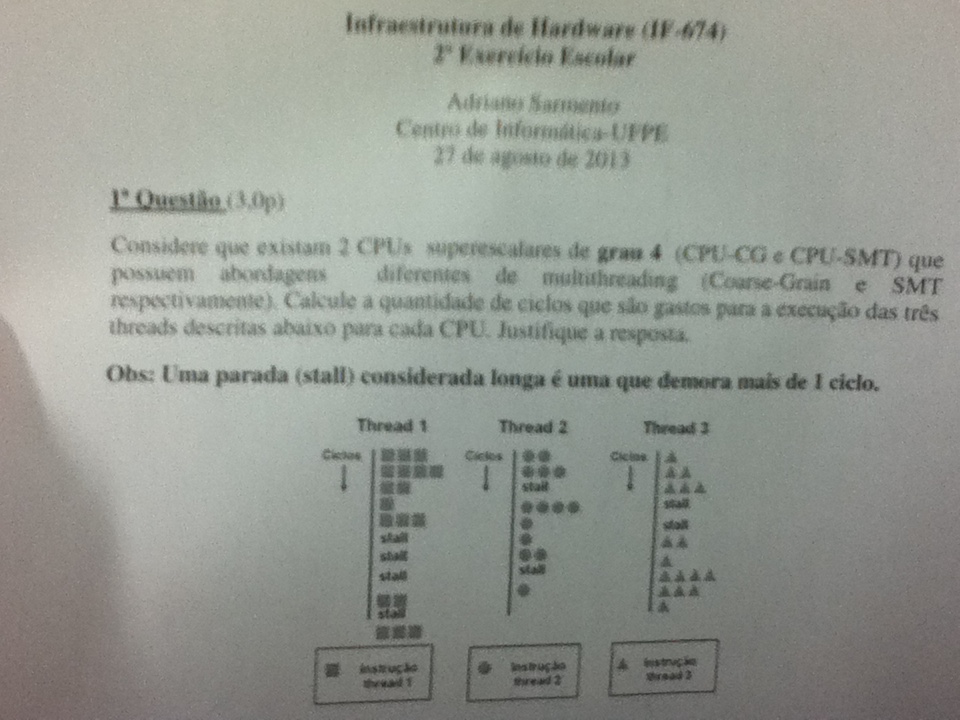 Infraestrutura de Hardware (IF-674)
2º Exercício Escolar
Adriano Sarmento
Centro de Informática-UFPE
27 de agosto de 2013
1ª Questão (3,0p)
Considere que existam 2 CPUs superescalares de grau 4 (CPU-CG e CPU-SMT) que
possuem abordagens diferentes de multithreading (Coarse-Grain e SMT
respectivamente). Calcule a quantidade de ciclos que são gastos para a execução das três
threads descritas abaixo para cada CPU. Justifique a resposta.
Obs: Uma parada (stall) considerada longa é uma que demora mais de 1 ciclo.
Thread 1 Thread 2 Thread 3
Ciclos Ciclos Ciclos
stall
stall
stall
stall
stall
stall
stall
stall
instrução thread 1
instrução thread 2
instrução thread 3